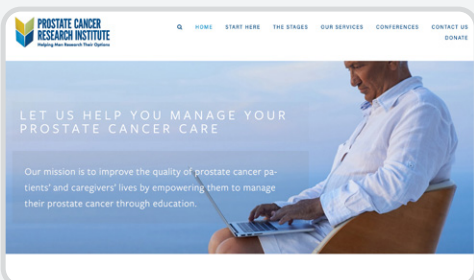 PROSTATE CANCER
RESEARCH INSTITUTE
Helping Men Research Their Options
HOME START HERE THE STAGES OUR SERVICES CONFERENCES CONTACT US
DONATE
LET US HELP YOU MANAGE YOUR
PROSTATE CANCER CARE
Our mission is to improve the quality of prostate cancer pa-
tients' and caregivers' lives by empowering them to manage
their prostate cancer through education.